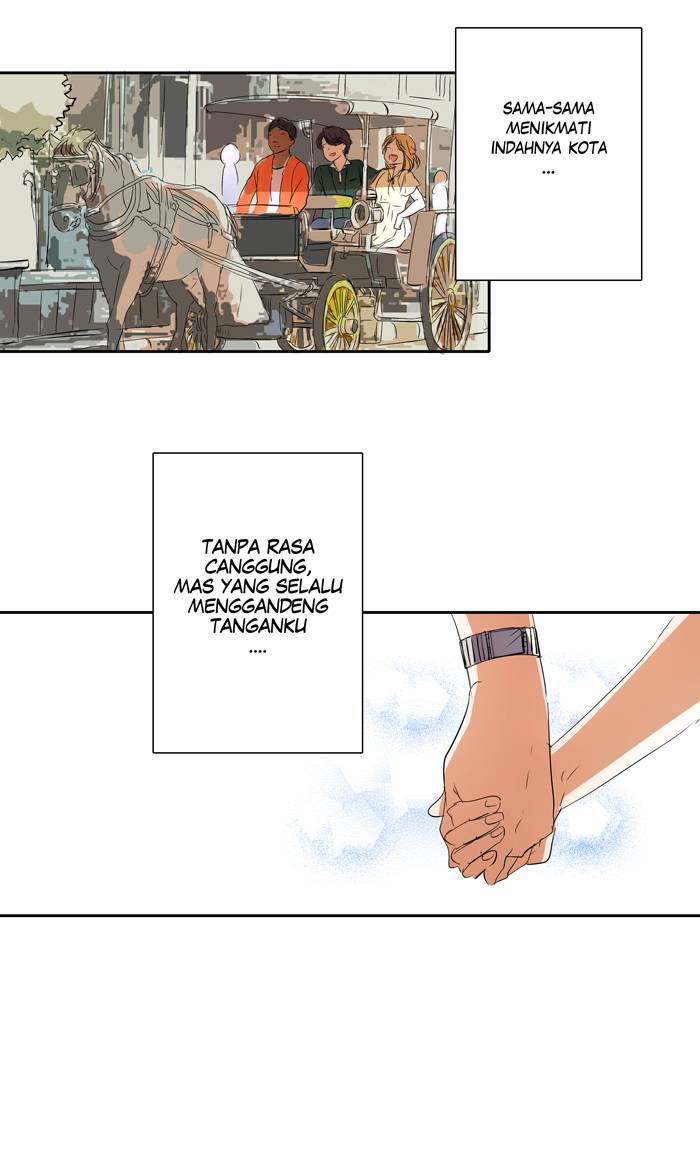 SAMA-SAMA
MENIKMATI
INDAHNYA KOTA
...
TANPA RASA
CANGGUNG,
MAS YANG SELALU
MENGGANDENG
TANGANKU
....